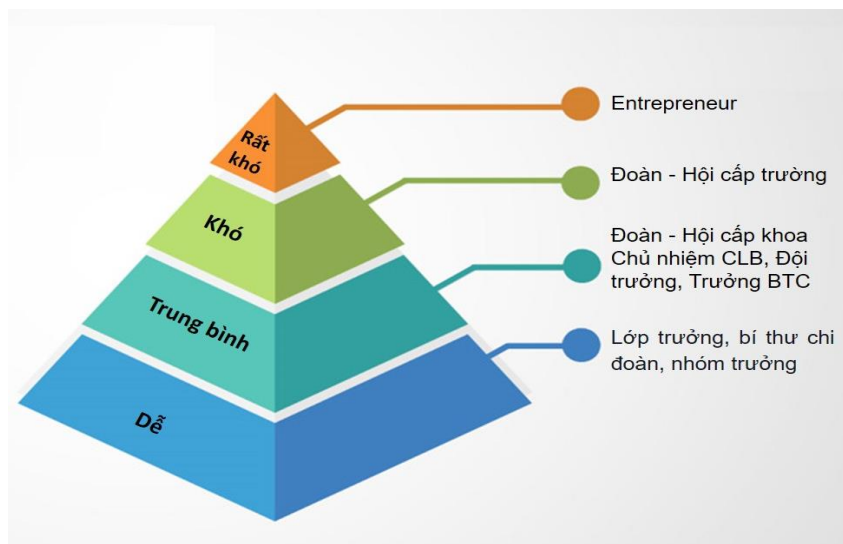 Rất
khó
Entrepreneur
Khó
Đoàn - Hội cấp trường
Trung bình
Đoàn - Hội cấp khoa
Chủ nhiệm CLB, Đội
trưởng, Trưởng BTC
Dễ
Lớp trưởng, bí thư chi
đoàn, nhóm trưởng